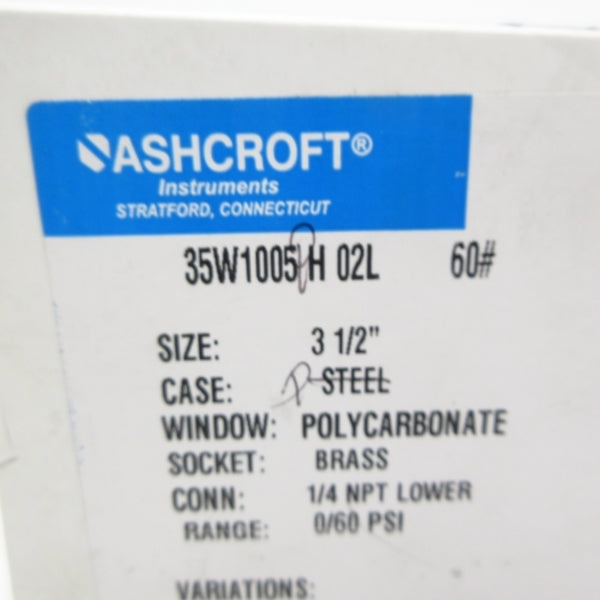 ASHCROFT®
Instruments
STRATFORD, CONNECTICUT
35W1005PH 02L 60#
SIZE: 3 1/2"
CASE: P STEEL
WINDOW: POLYCARBONATE
SOCKET: BRASS
CONN: 1/4 NPT LOWER
RANGE: 0/60 PSI
VARIATIONS: